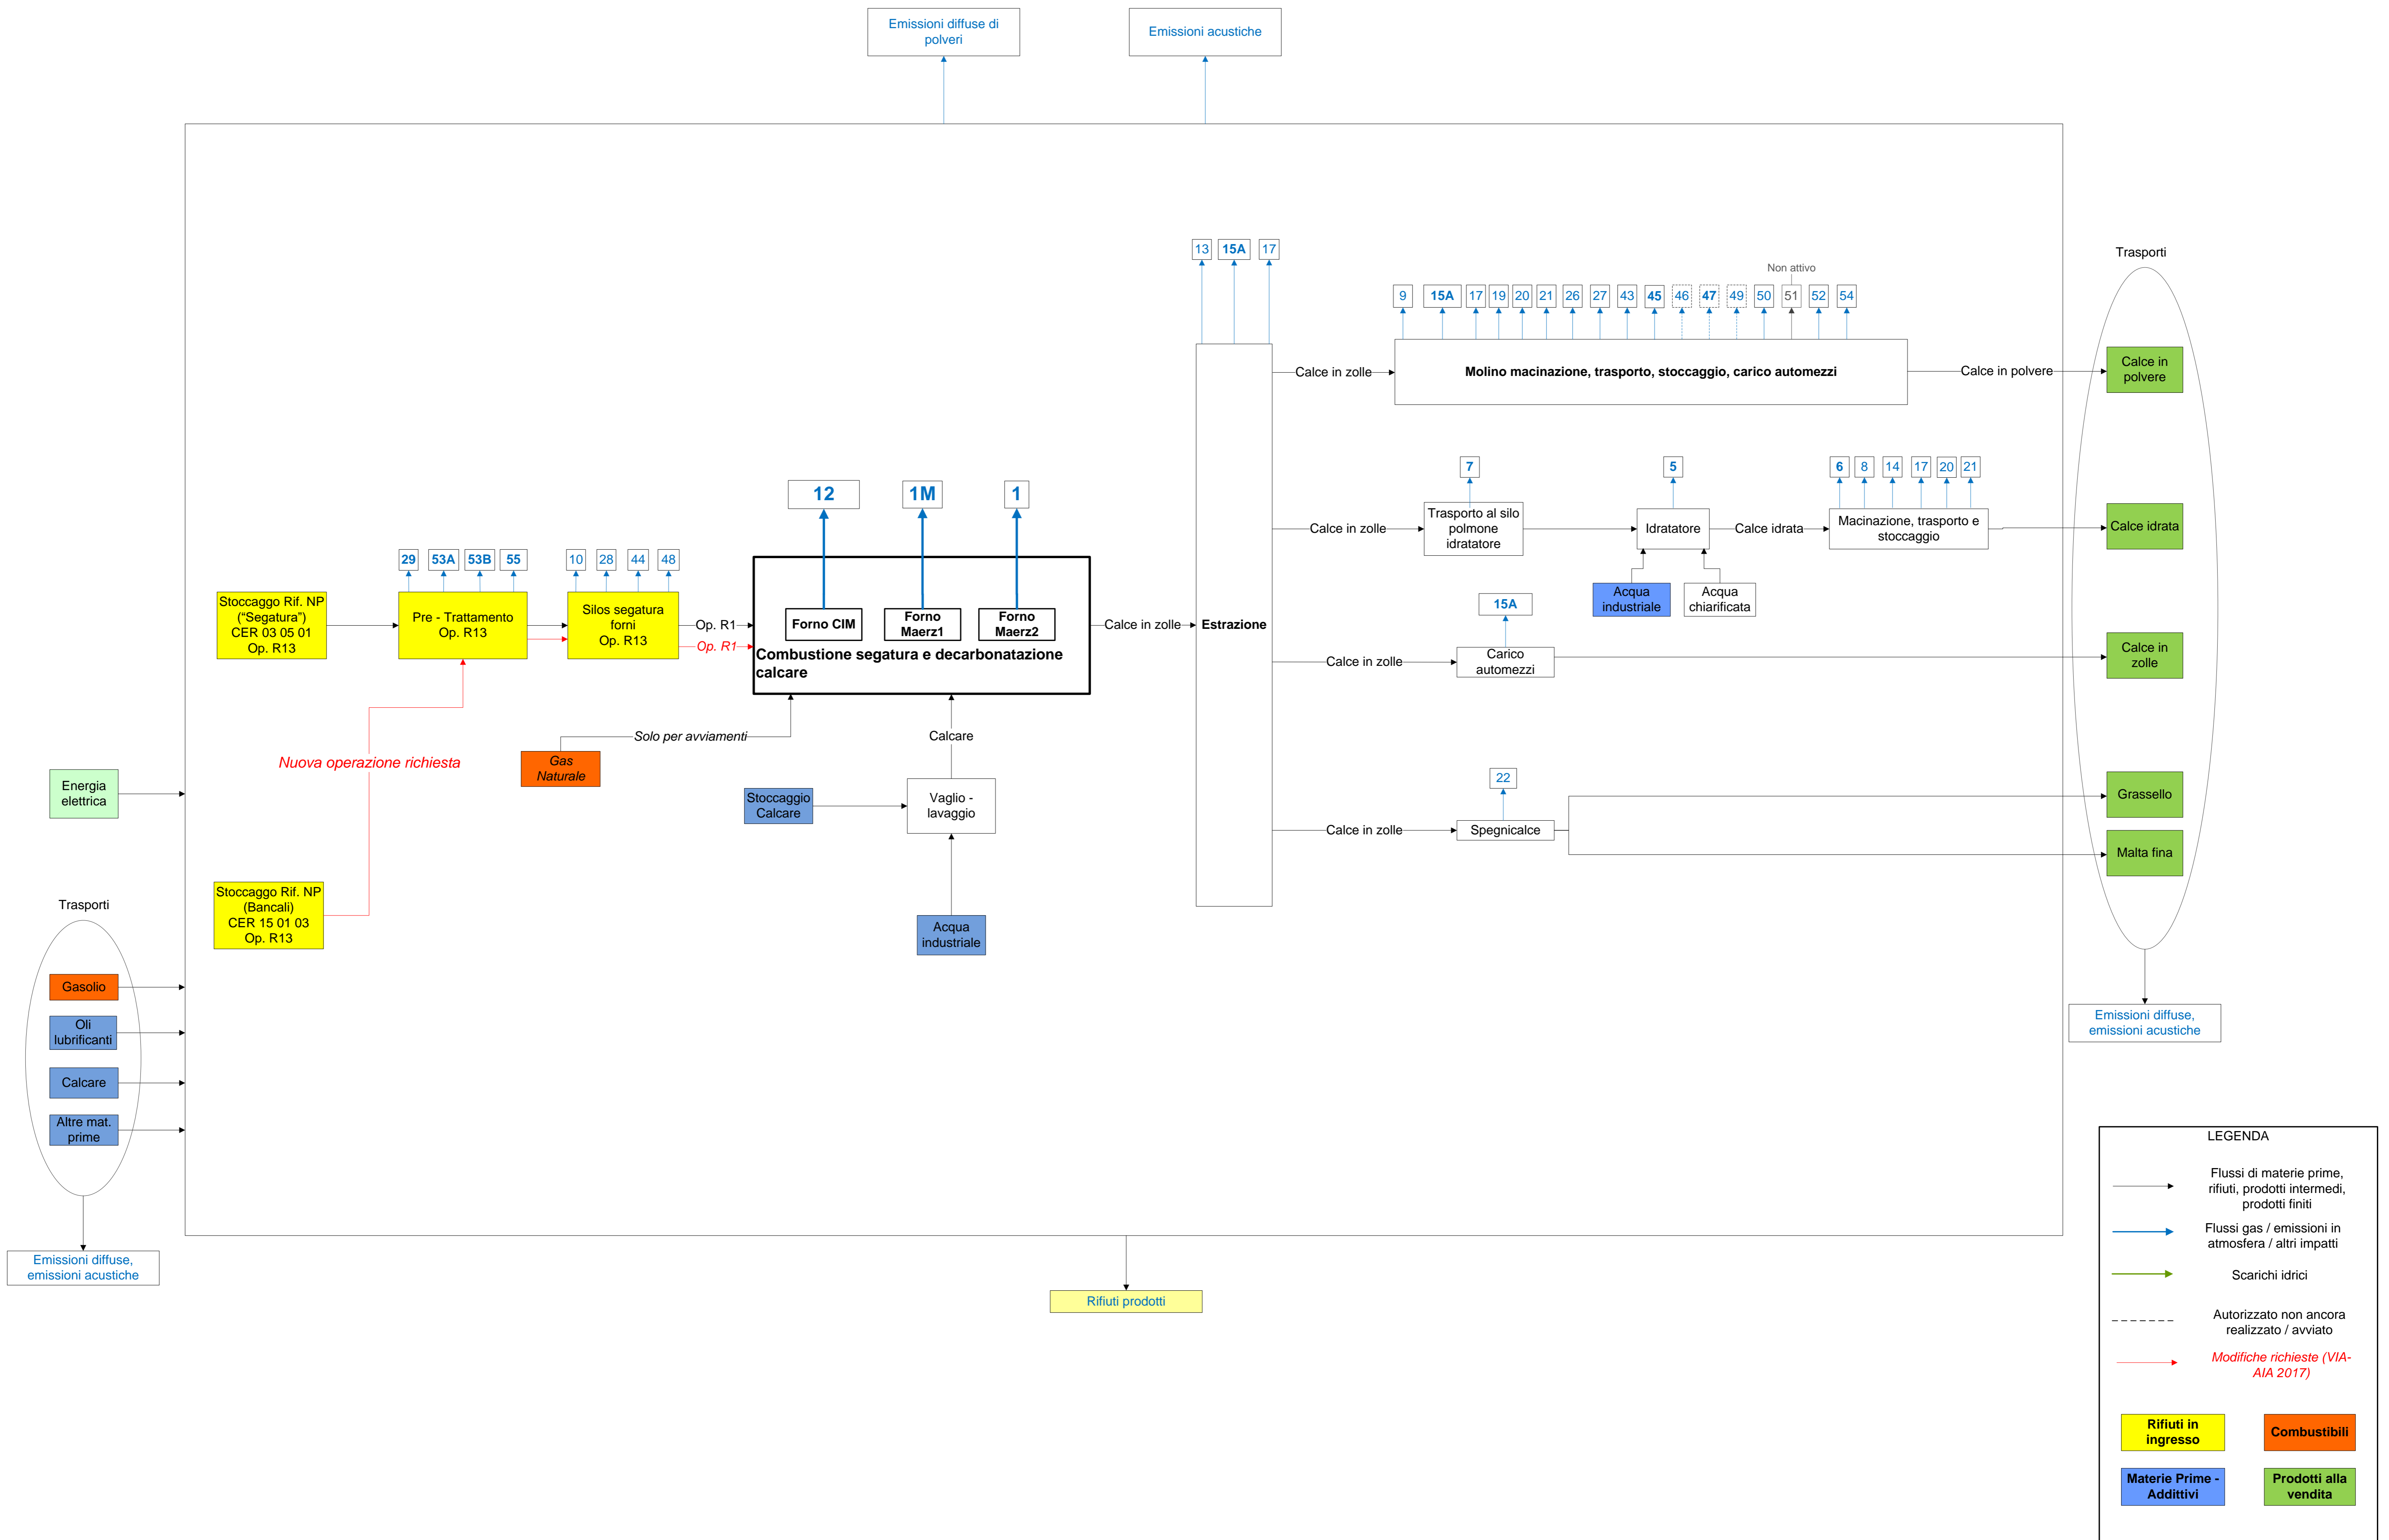 Emissioni diffuse di
polveri
Emissioni acustiche
13
15A
17
Trasporti
Non attivo
9
15A
17
19
20
21
26
27
43
45
46
47
49
50
51
52
54
Calce in zolle
Molino macinazione, trasporto, stoccaggio, carico automezzi
Calce in polvere
Calce in
polvere
7
5
6
8
14
17
20
21
12
1M
1
Calce in zolle
Trasporto al silo
polmone
idratatore
Idratatore
Calce idrata
Macinazione, trasporto e
stoccaggio
Calce idrata
Acqua
industriale
Acqua
chiarificata
29
53A
53B
55
10
28
44
48
Stoccaggo Rif. NP
("Segatura")
CER 03 05 01
Op. R13
Pre - Trattamento
Op. R13
Silos segatura
forni
Op. R13
Op. R1
Op. R1
Forno CIM
Forno
Maerz1
Forno
Maerz2
Combustione segatura e decarbonatazione
calcare
Calce in zolle
Estrazione
15A
Calce in zolle
Carico
automezzi
Calce in
zolle
Solo per avviamenti
Gas
Naturale
Calcare
Nuova operazione richiesta
Energia
elettrica
Stoccaggio
Calcare
Vaglio -
lavaggio
22
Calce in zolle
Spegnicalce
Grassello
Malta fina
Stoccaggo Rif. NP
(Bancali)
CER 15 01 03
Op. R13
Acqua
industriale
Trasporti
Gasolio
Oli
lubrificanti
Calcare
Altre mat.
prime
Emissioni diffuse,
emissioni acustiche
Emissioni diffuse,
emissioni acustiche
Rifiuti prodotti
LEGENDA
Flussi di materie prime,
rifiuti, prodotti intermedi,
prodotti finiti
Flussi gas / emissioni in
atmosfera / altri impatti
Scarichi idrici
Autorizzato non ancora
realizzato / avviato
Modifiche richieste (VIA-
AIA 2017)
Rifiuti in
ingresso
Combustibili
Materie Prime -
Addittivi
Prodotti alla
vendita